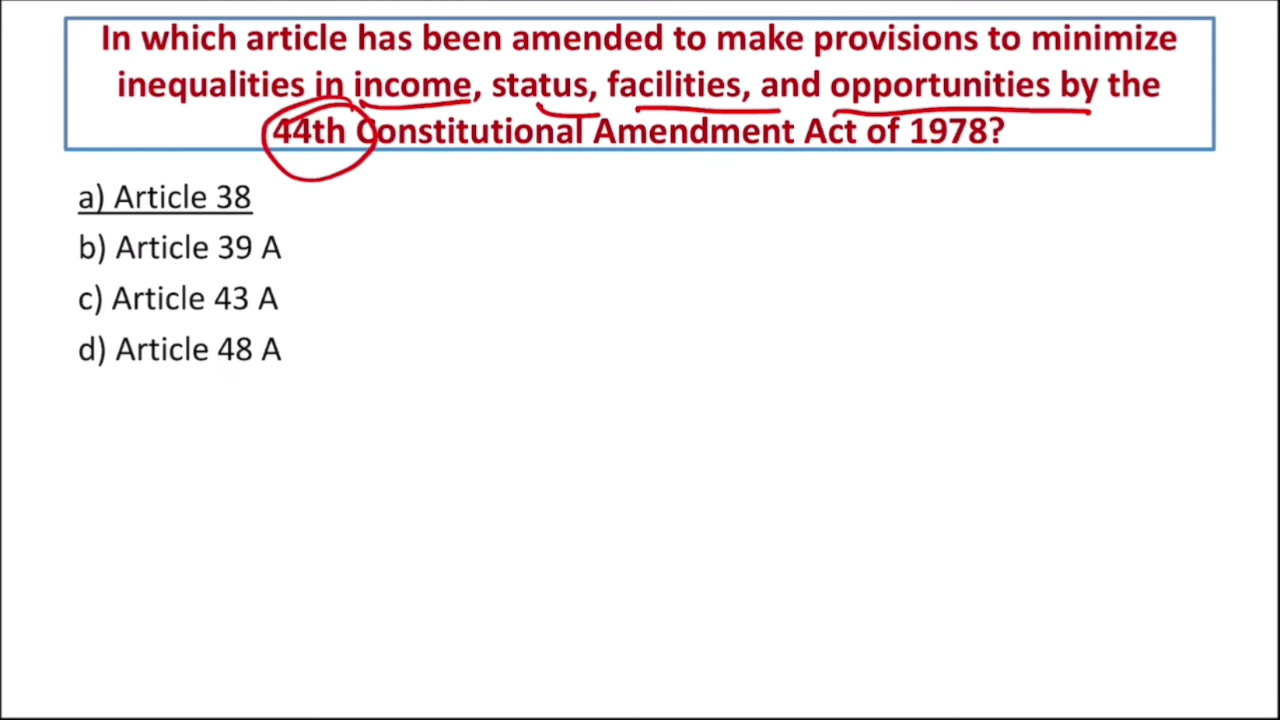 In which article has been amended to make provisions to minimize
inequalities in income, status, facilities, and opportunities by the
44th Constitutional Amendment Act of 1978?
a) Article 38
b) Article 39 A
c) Article 43 A
d) Article 48 A